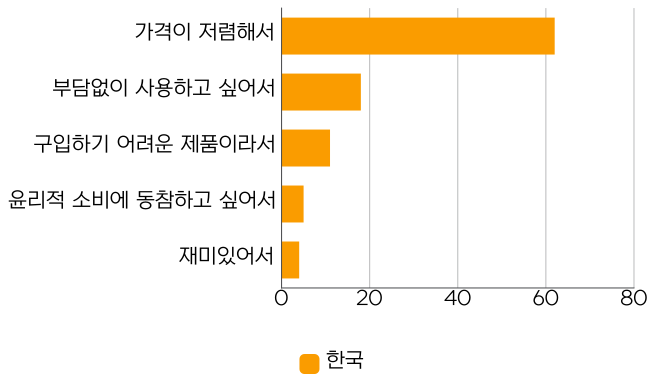 가격이 저렴해서
부담없이 사용하고 싶어서
구입하기 어려운 제품이라서
윤리적 소비에 동참하고 싶어서
재미있어서
0 20 40 60 80
한국